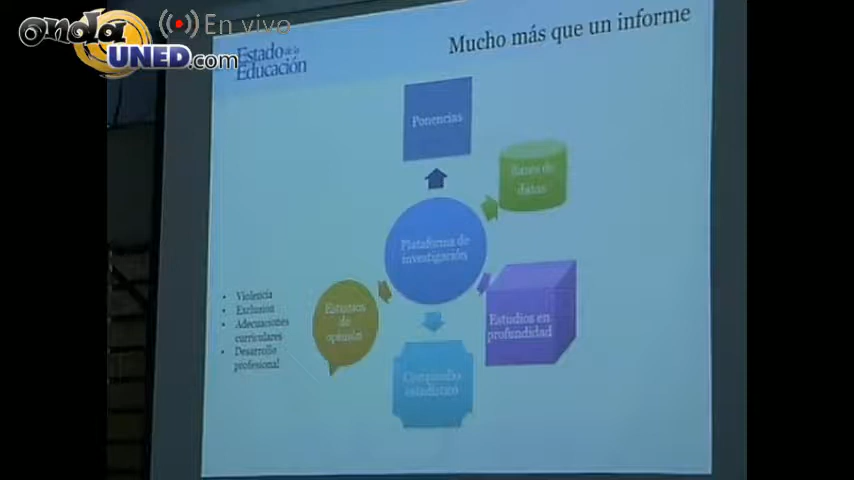 onda
UNED.com
En vivo
Estado de la
Educación
Mucho más que un informe
Ponencias
Bases de
datos
Plataforma de
investigación
• Violencia
• Exclusión
• Adecuaciones
curriculares
• Desarrollo
profesional
Estudios
de
opinión
Estudios en
profundidad
Compendio
estadístico